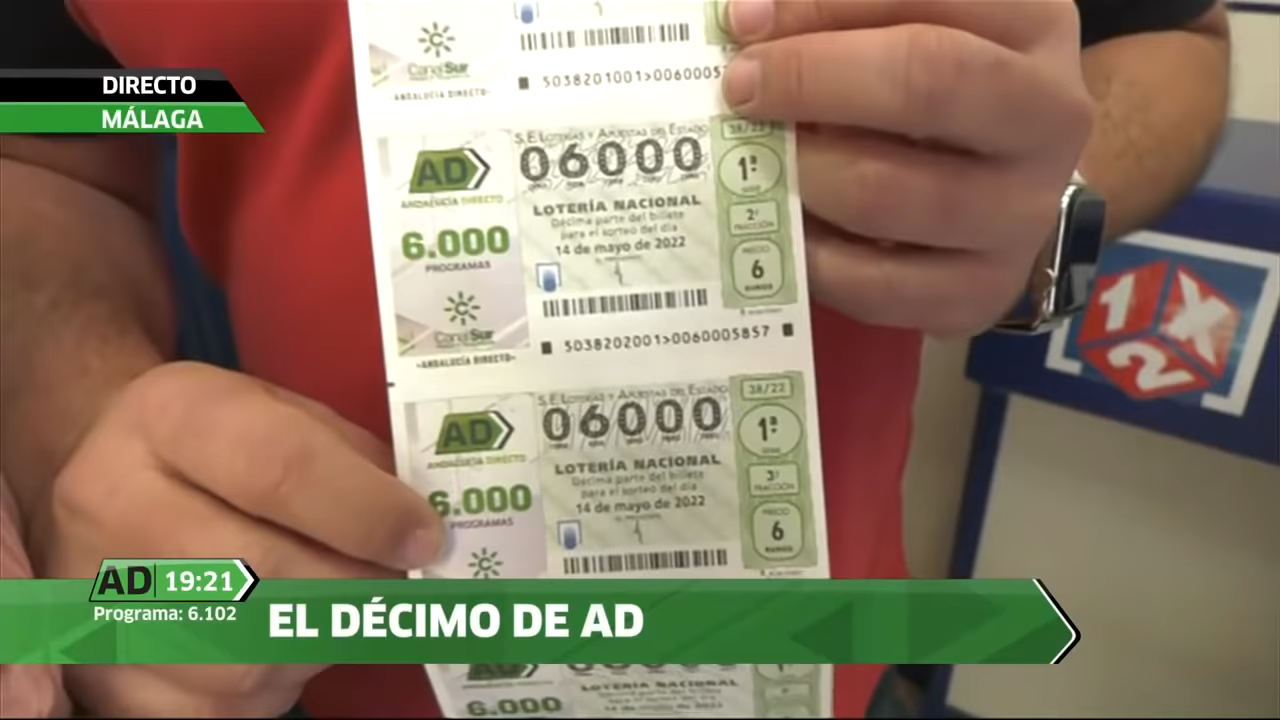 DIRECTO
MÁLAGA
CanalSur
ANDALUCÍA DIRECTO
5038201001>0060005
S.E. LOTERÍAS Y APUESTAS DEL ESTADO
38/22
AD
06000
1ª
SERIE
ANDALUCÍA DIRECTO
LOTERÍA NACIONAL
Décima parte del billete
para el sorteo del día
14 de mayo de 2022
2ª
FRACCIÓN
6.000
PROGRAMAS
PRECIO
6
EUROS
CanalSur
-ANDALUCÍA DIRECTO-
5038202001>0060005857
S.E. LOTERÍAS Y APUESTAS DEL ESTADO
38/22
AD
06000
1ª
SERIE
ANDALUCÍA DIRECTO
LOTERÍA NACIONAL
Décima parte del billete
para el sorteo del día
14 de mayo de 2022
3ª
FRACCIÓN
6.000
PROGRAMAS
PRECIO
6
EUROS
1X2
AD 19:21
Programa: 6.102
EL DÉCIMO DE AD
LOTERÍA NACIONAL
6.000